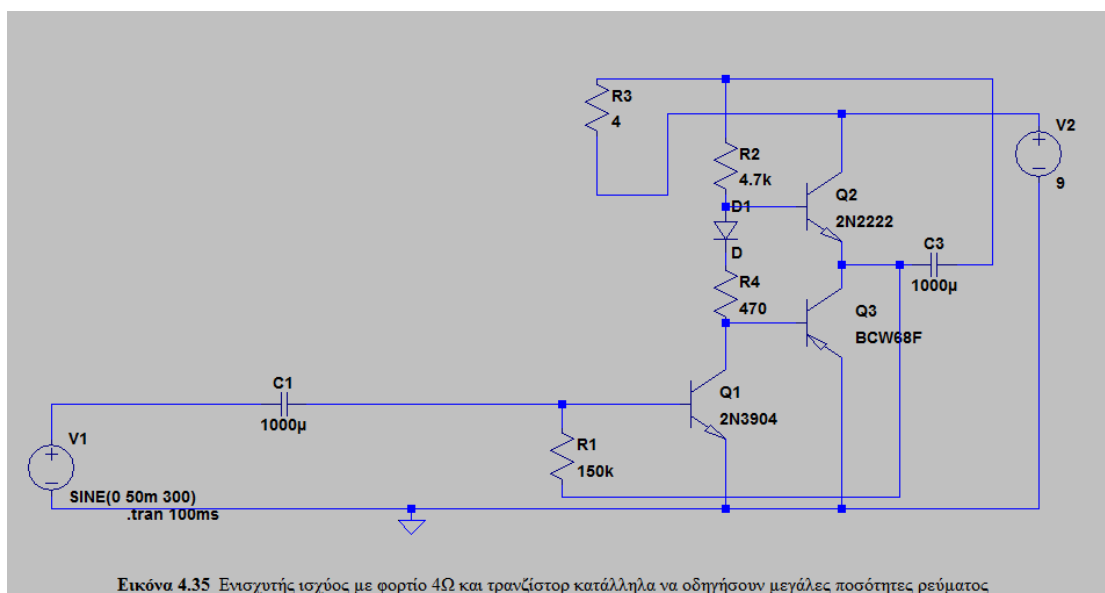 R3
4
V2
R2
4.7k
9
D1
Q2
2N2222
D
C3
R4
470
1000µ
Q3
BCW68F
C1
Q1
1000µ
2N3904
V1
R1
150k
SINE(0 50m 300)
.tran 100ms
Εικόνα 4.35 Ενισχυτής ισχύος με φορτίο 4Ω και τρανζίστορ κατάλληλα να οδηγήσουν μεγάλες ποσότητες ρεύματος